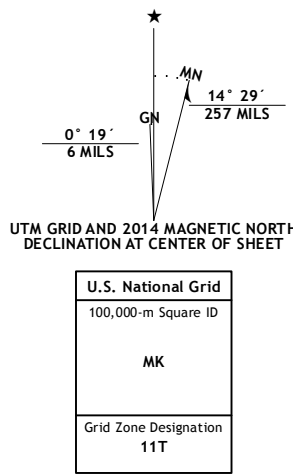 ★
MN
GN
14° 29´
257 MILS
0° 19´
6 MILS
UTM GRID AND 2014 MAGNETIC NORTH
DECLINATION AT CENTER OF SHEET
U.S. National Grid
100,000-m Square ID
MK
Grid Zone Designation
11T